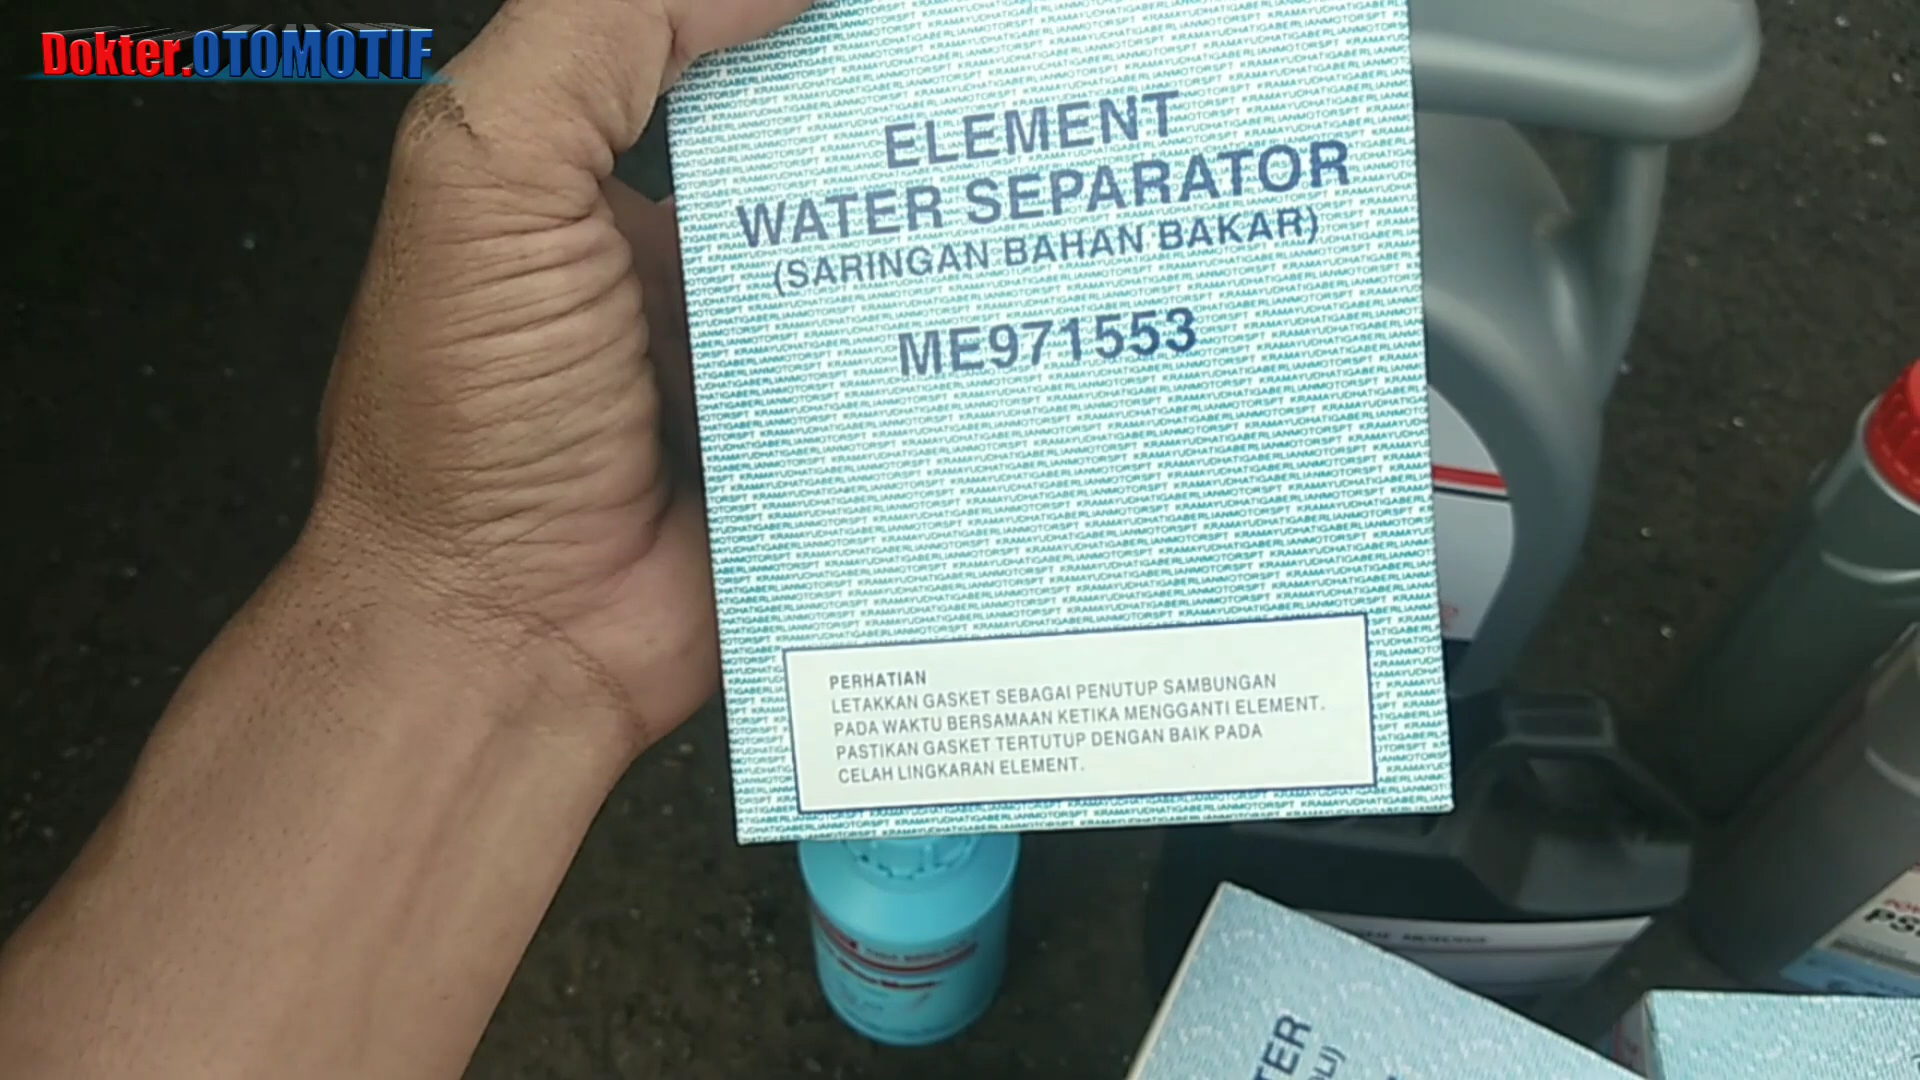 Dokter.OTOMOTIF
ELEMENT
WATER SEPARATOR
(SARINGAN BAHAN BAKAR)
ME971553
PERHATIAN
LETAKKAN GASKET SEBAGAI PENUTUP SAMBUNGAN
PADA WAKTU BERSAMAAN KETIKA MENGGANTI ELEMENT.
PASTIKAN GASKET TERTUTUP DENGAN BAIK PADA
CELAH LINGKARAN ELEMENT.